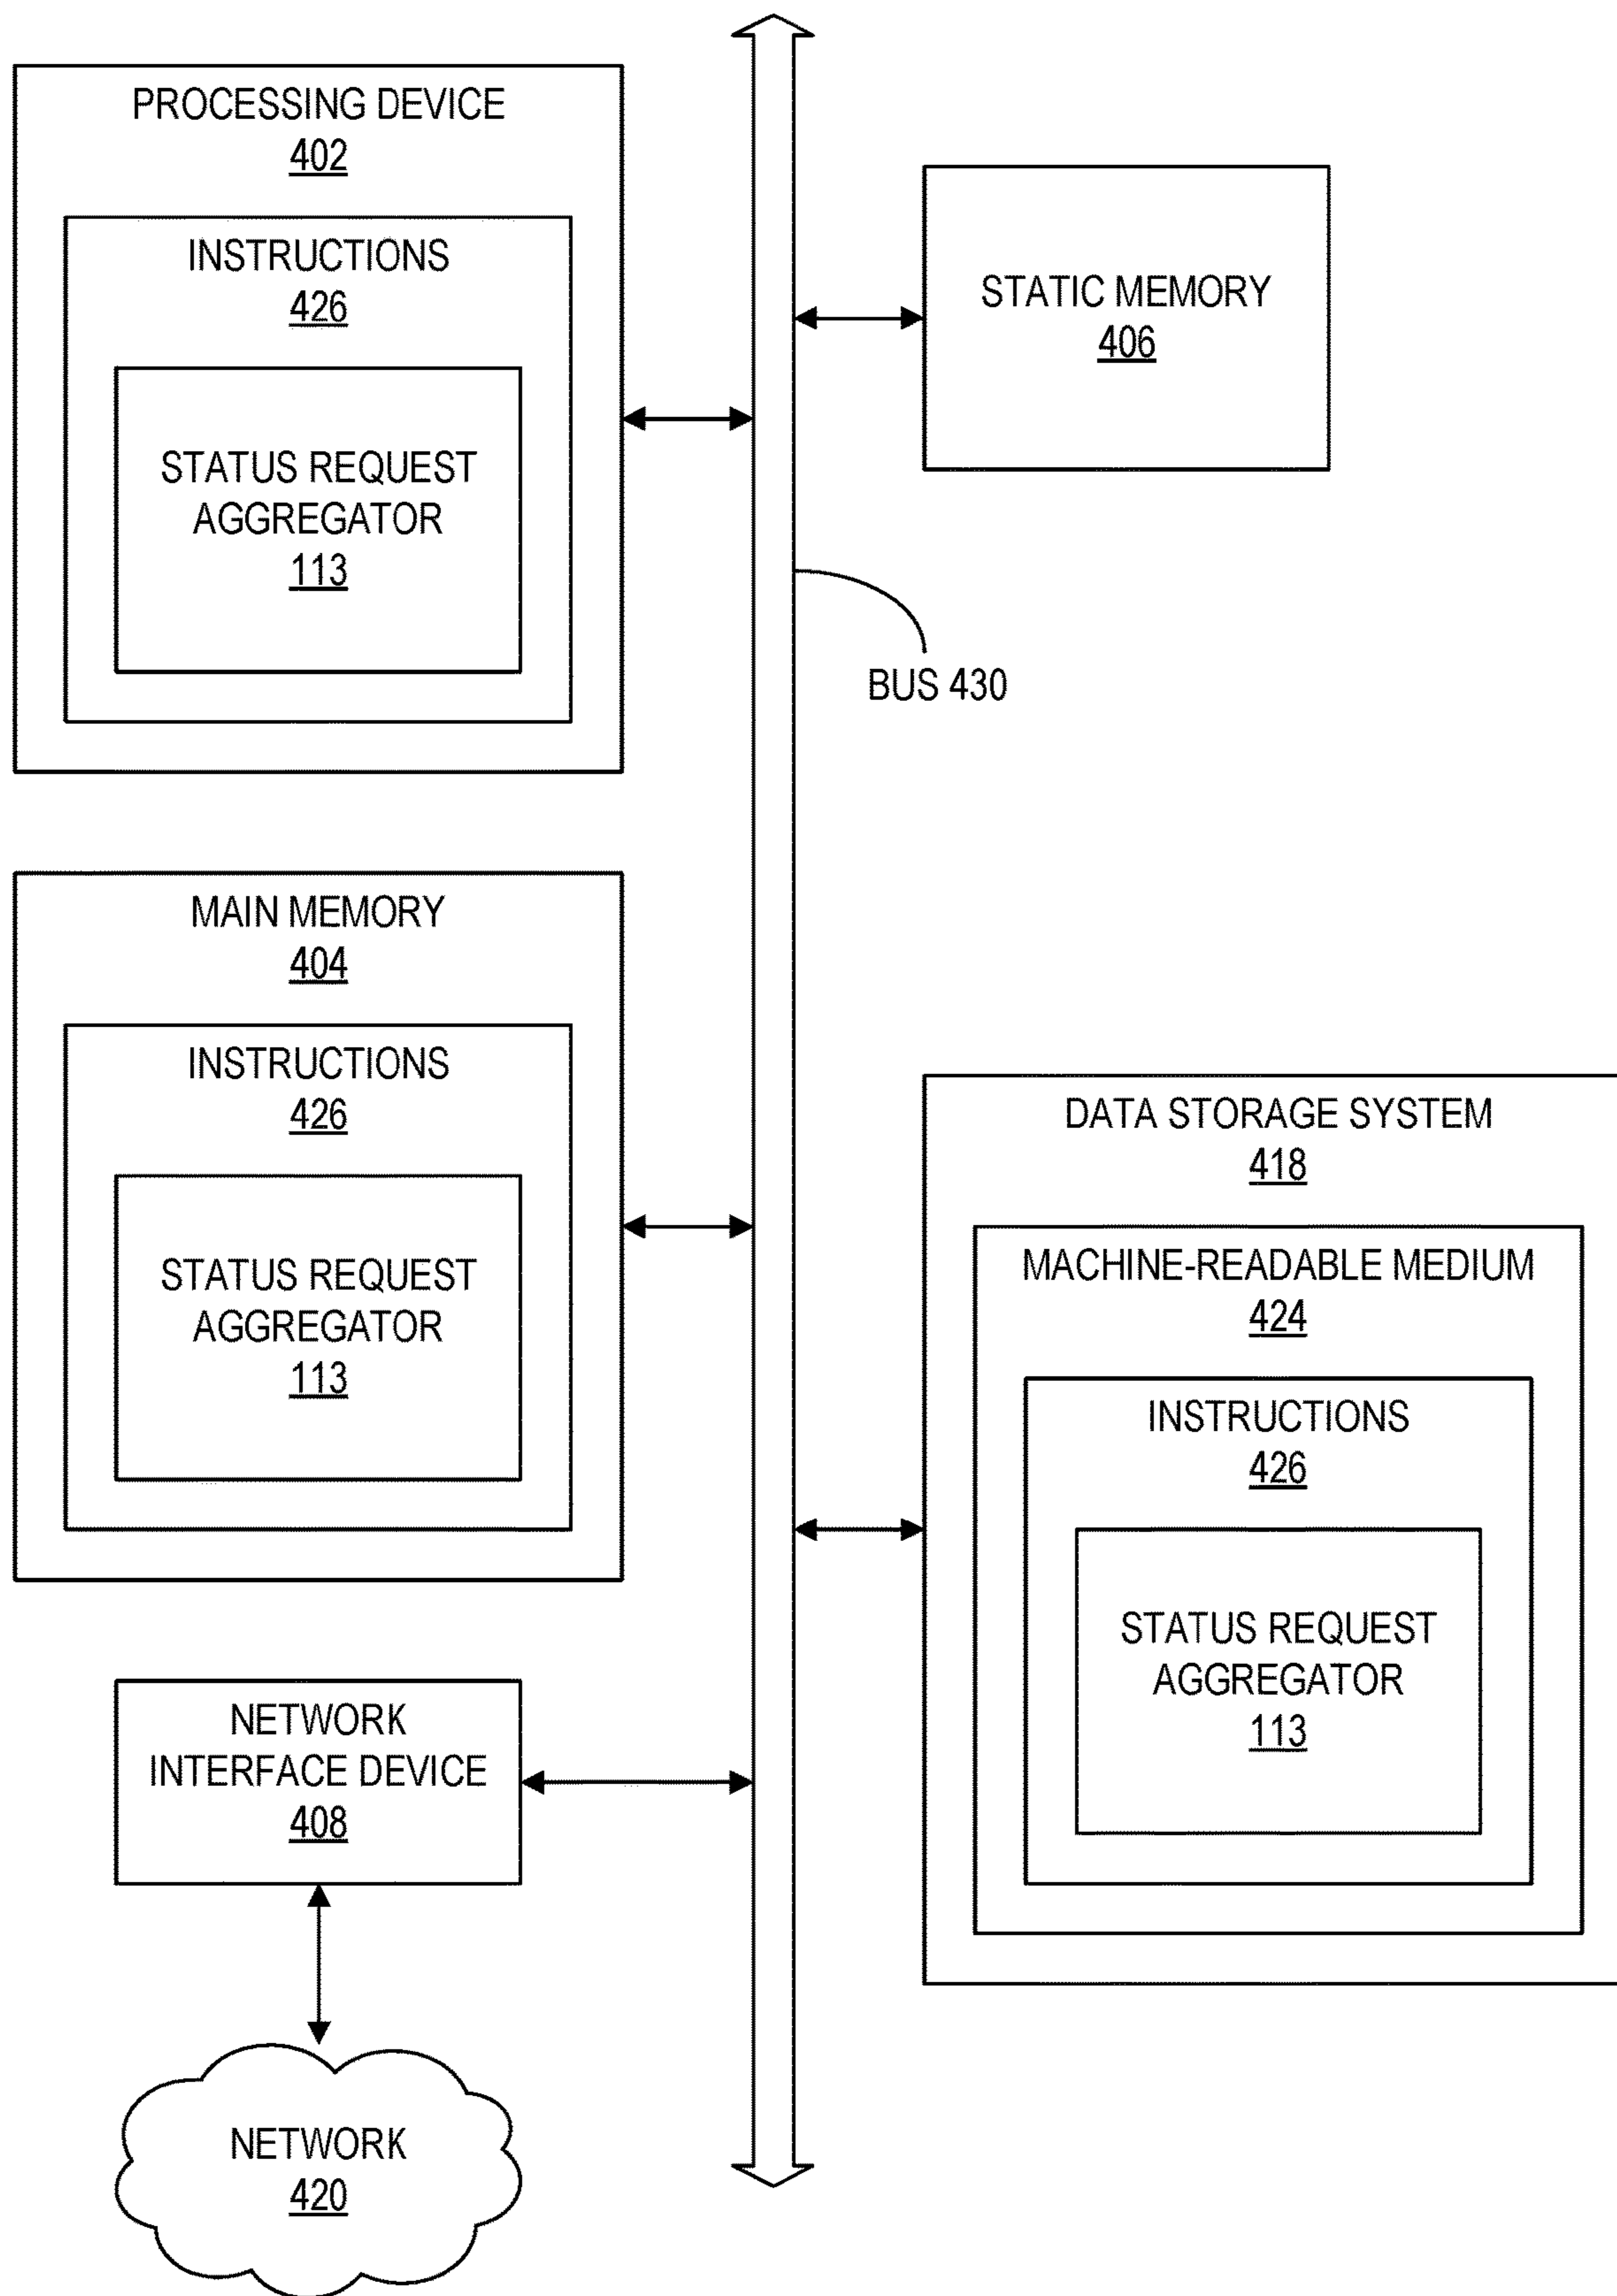 PROCESSING DEVICE
402
INSTRUCTIONS
426
STATUS REQUEST
AGGREGATOR
113
STATIC MEMORY
406
BUS 430
MAIN MEMORY
404
INSTRUCTIONS
426
STATUS REQUEST
AGGREGATOR
113
DATA STORAGE SYSTEM
418
MACHINE-READABLE MEDIUM
424
INSTRUCTIONS
426
STATUS REQUEST
AGGREGATOR
113
NETWORK
INTERFACE DEVICE
408
NETWORK
420